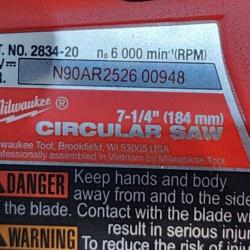 T. NO. 2834-20 n₀ 6 000 min⁻¹(RPM)
V
R. N90AR2526 00948
Milwaukee ®
7-1/4" (184 mm)
CIRCULAR SAW
waukee Tool, Brookfield, WI 53005 USA
ofessionally assembled in Vietnam by Milwaukee Tool
DANGER Keep hands and body
away from and to the side
of the blade. Contact with the blade w
result in serious injur
WARNING To reduce the risk of inju